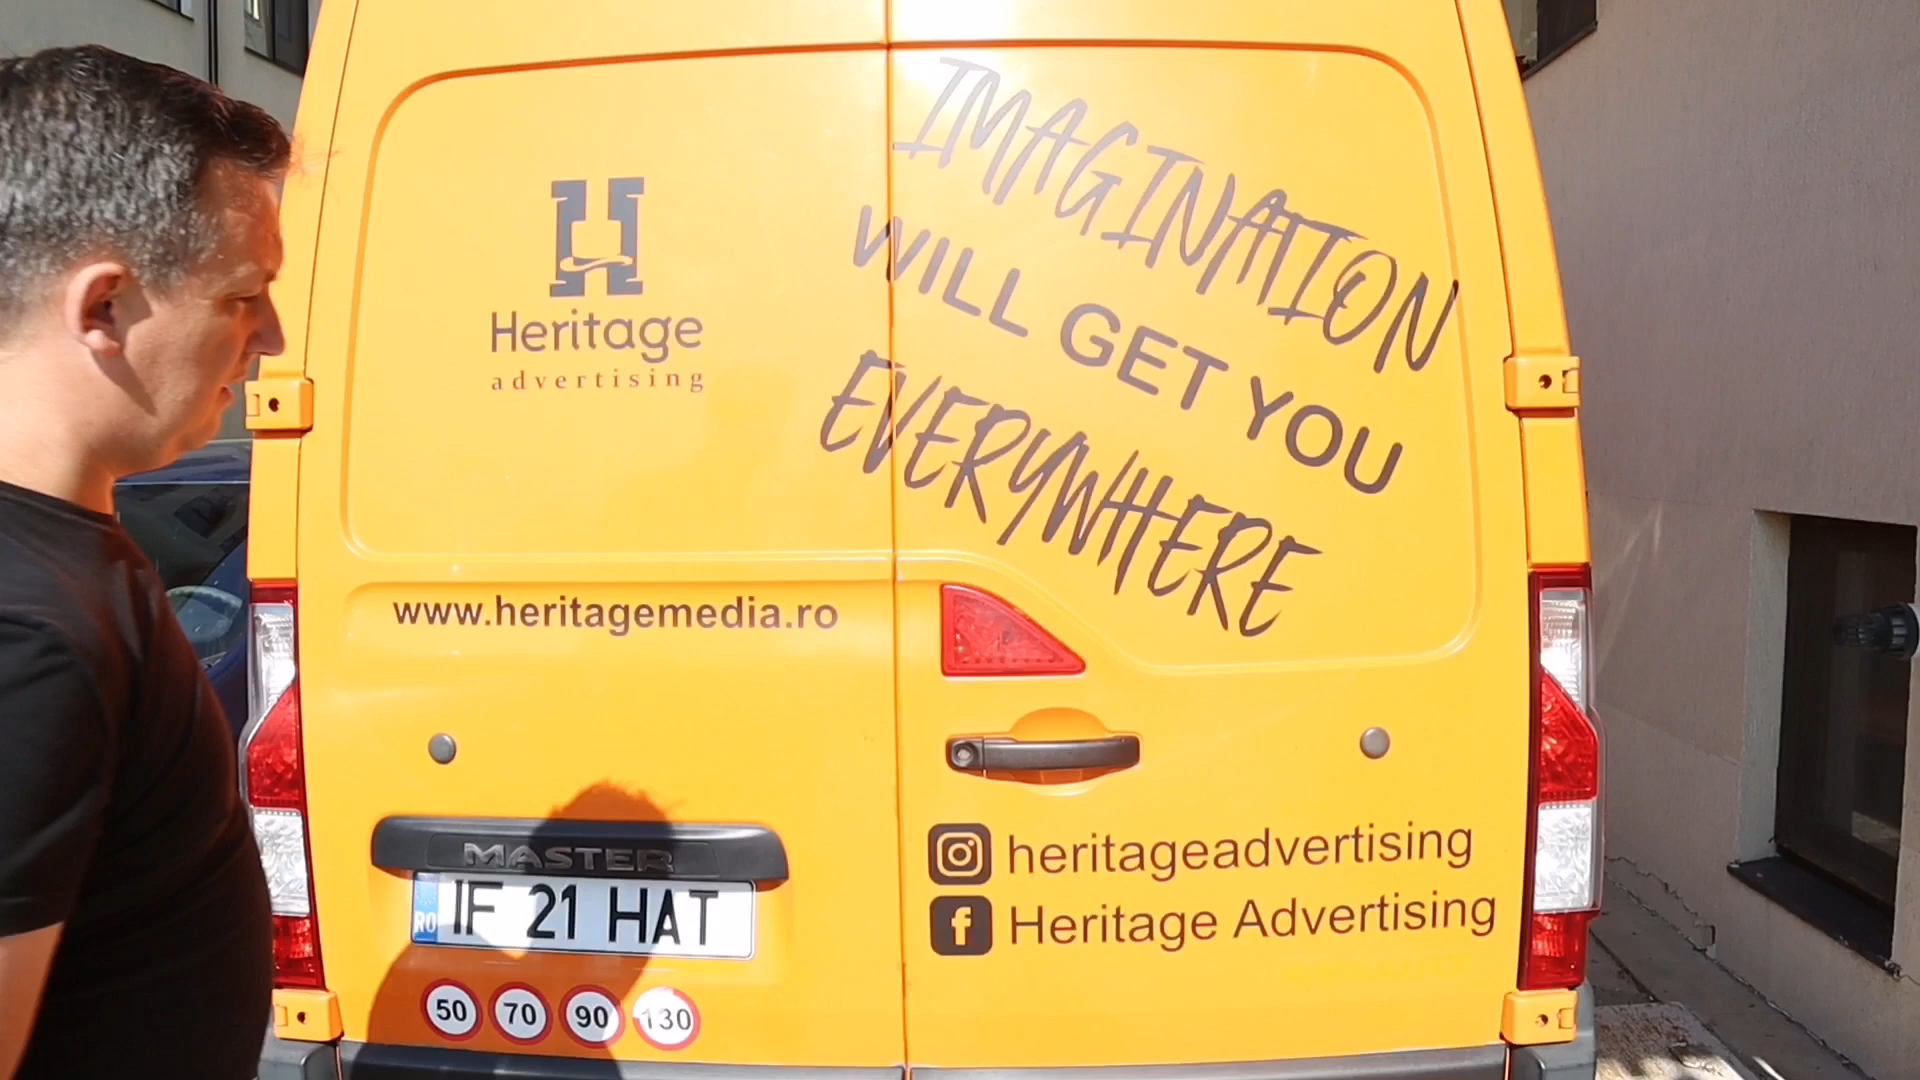 Heritage
advertising
IMAGINATION
WILL GET YOU
EVERYWHERE
www.heritagemedia.ro
MASTER
RO IF 21 HAT
50 70 90 130
heritageadvertising
Heritage Advertising